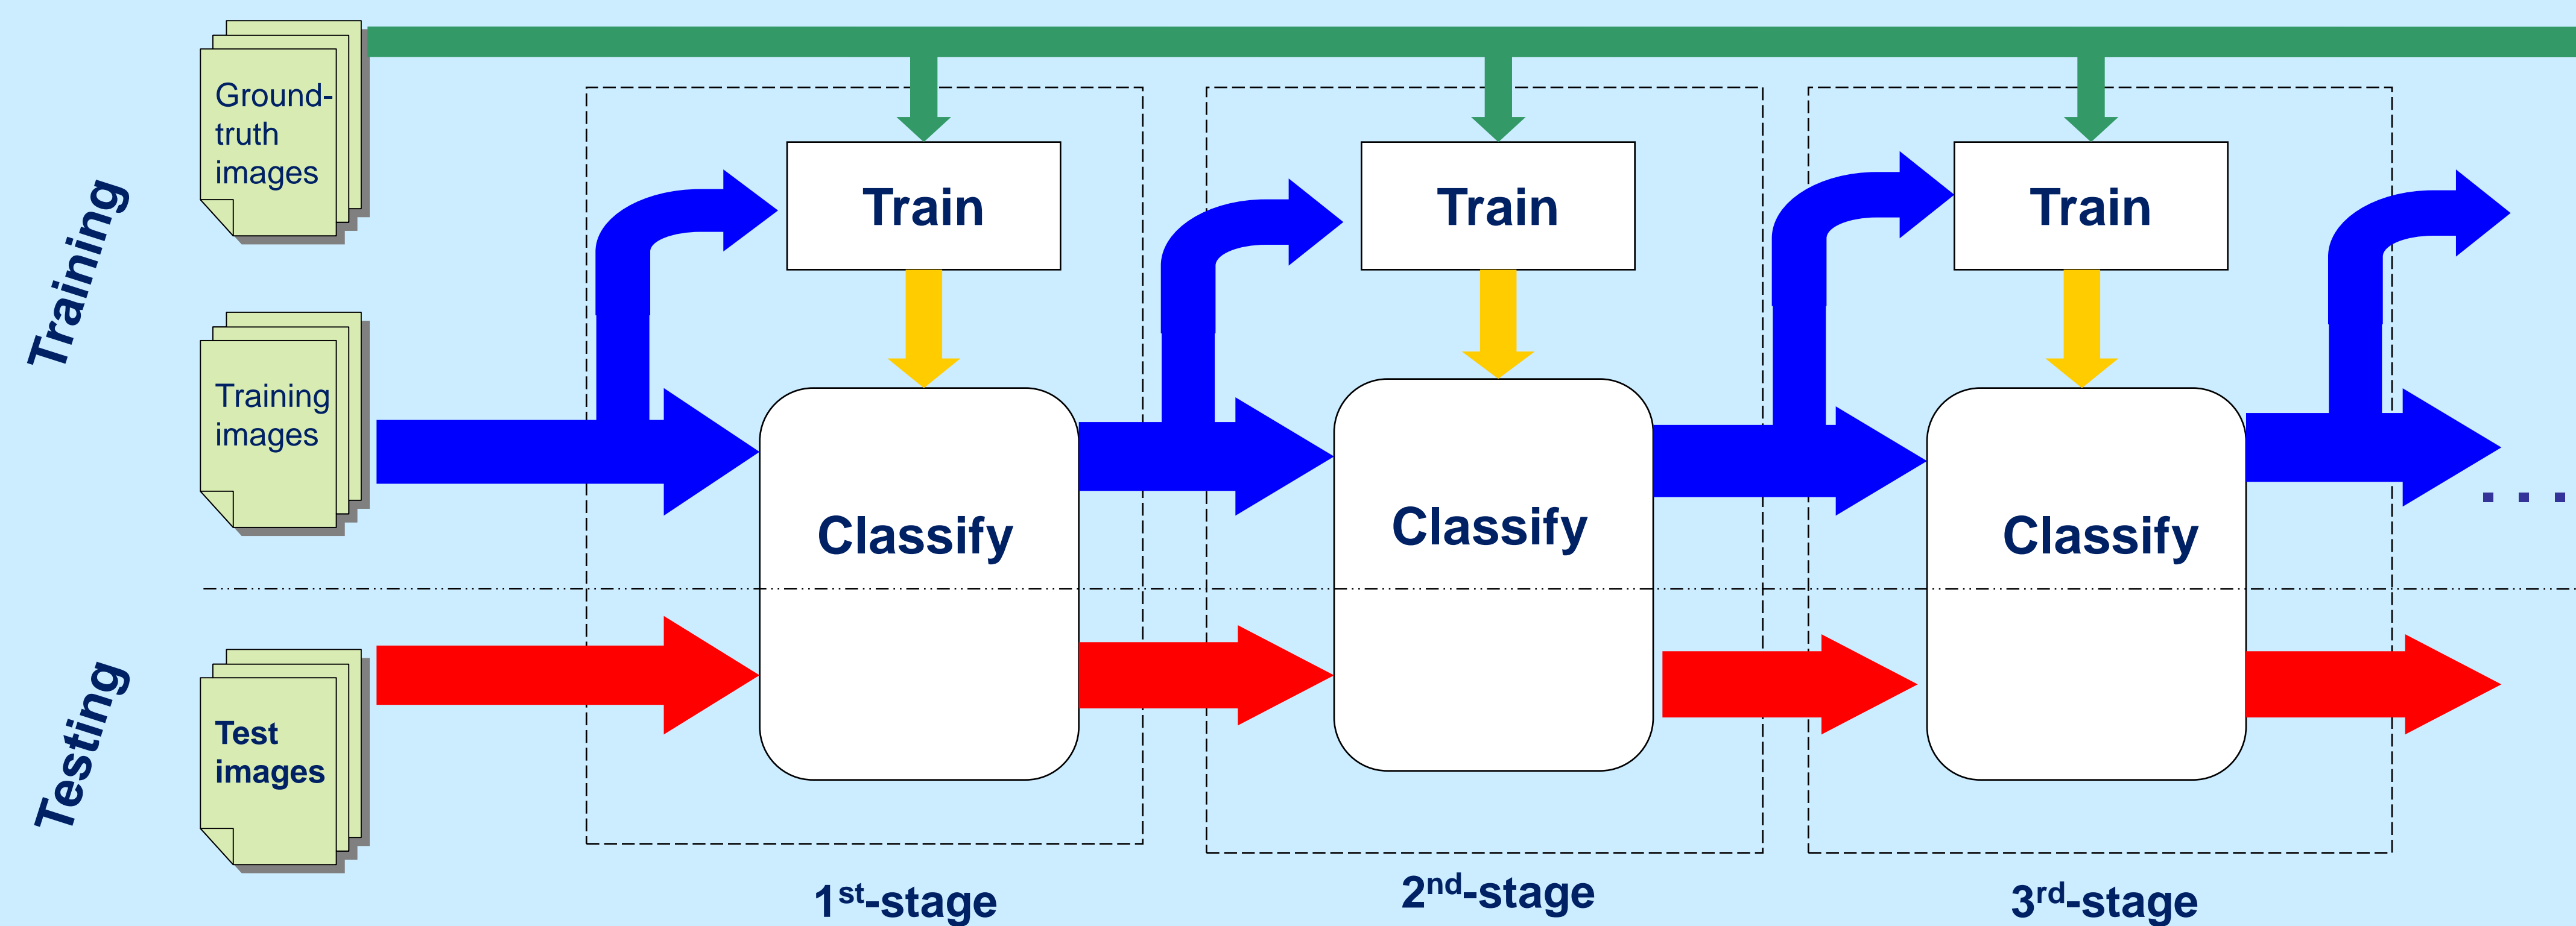 Training
Ground-
truth
images
Train
Train
Train
Training
images
Classify
Classify
Classify
. . .
Testing
Test
images
1st-stage
2nd-stage
3rd-stage